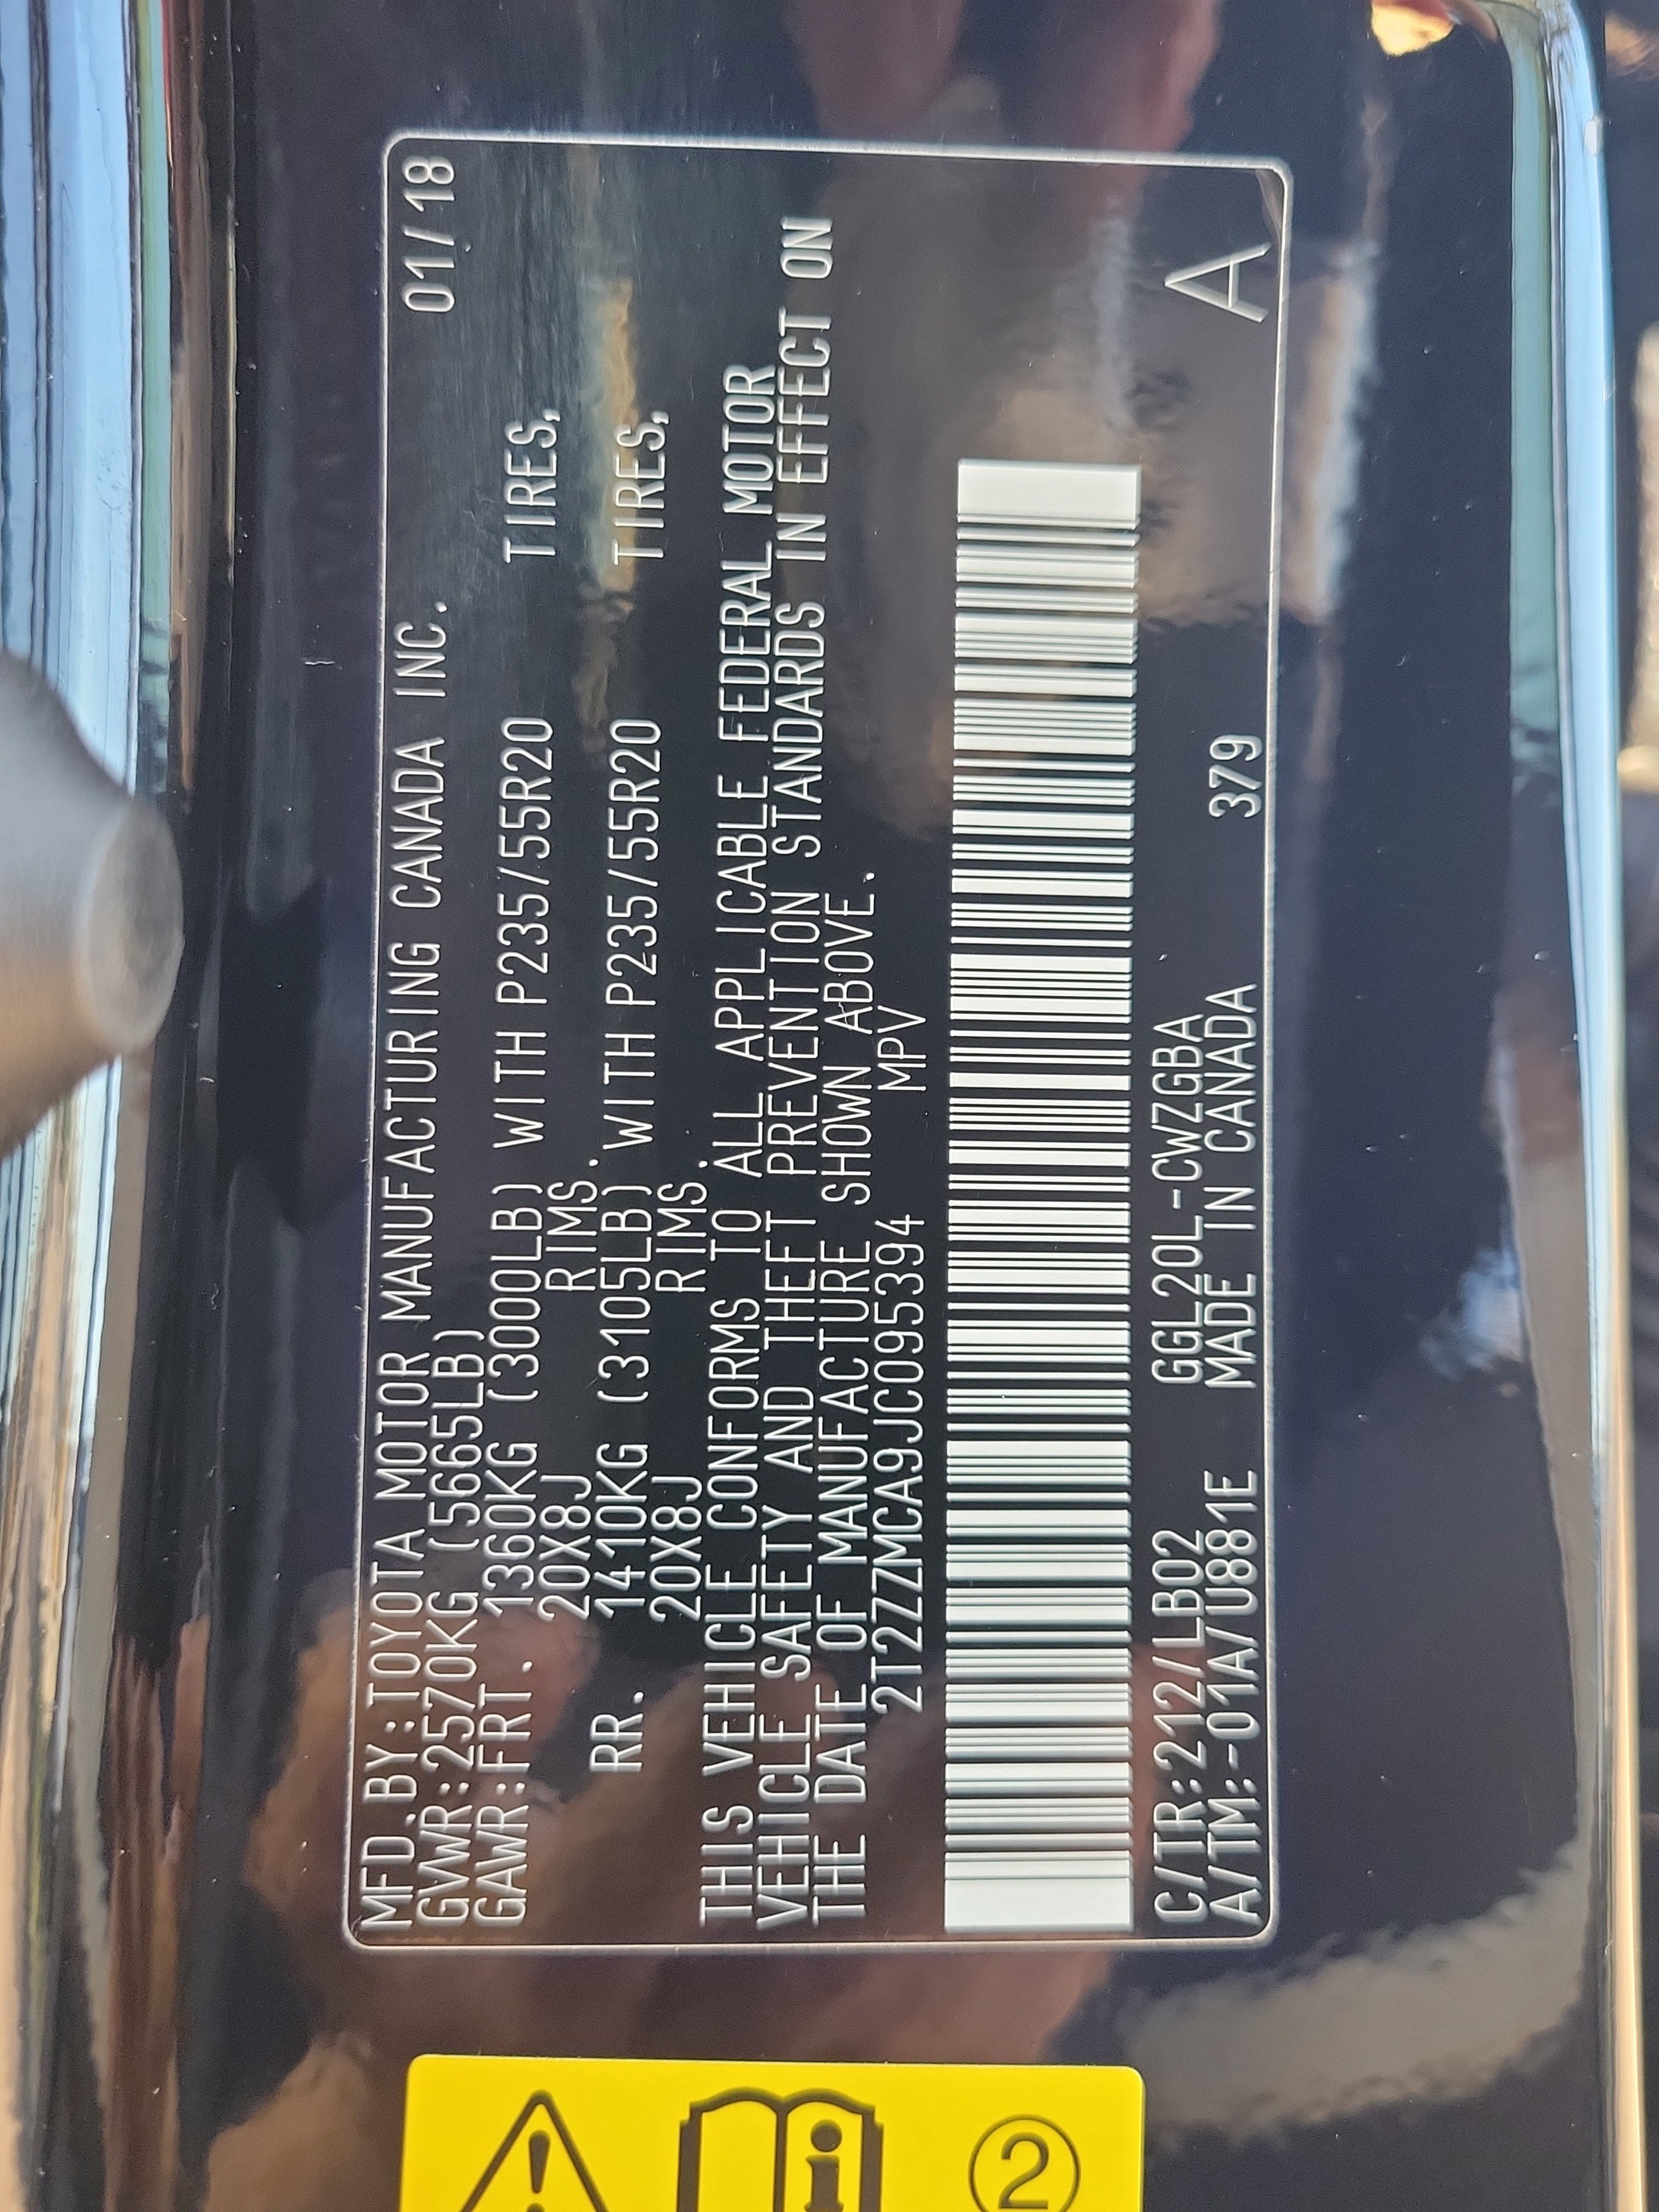 MFD.BY:TOYOTA MOTOR MANUFACTURING CANADA INC. 01/18
GVWR:2570KG (5665LB)
GAWR:FRT. 1360KG (3000LB) WITH P235/55R20 TIRES,
20X8J RIMS.
RR. 1410KG (3105LB) WITH P235/55R20 TIRES,
20X8J RIMS.
THIS VEHICLE CONFORMS TO ALL APPLICABLE FEDERAL MOTOR
VEHICLE SAFETY AND THEFT PREVENTION STANDARDS IN EFFECT ON
THE DATE OF MANUFACTURE SHOWN ABOVE.
2T2ZZMCA9JC095394 MPV
C/TR:212/LB02 GGL20L-CWZGBA
A/TM:-01A/U881E MADE IN CANADA 379 A
2